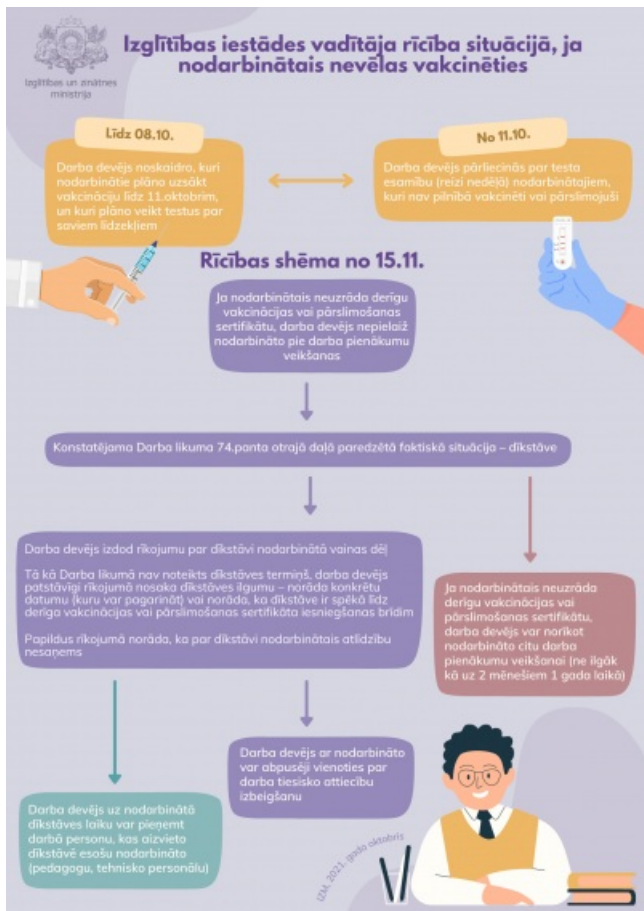 Izglītības un zinātnes
ministrija
Izglītības iestādes vadītāja rīcība situācijā, ja
nodarbinātais nevēlas vakcinēties
Līdz 08.10.
Darba devējs noskaidro, kuri
nodarbinātie plāno uzsākt
vakcināciju līdz 11.oktobrim,
un kuri plāno veikt testus par
saviem līdzekļiem
No 11.10.
Darba devējs pārliecinās par testa
esamību (reizi nedēļā) nodarbinātajiem,
kuri nav pilnībā vakcinēti vai pārslimojuši
Rīcības shēma no 15.11.
Ja nodarbinātais neuzrāda derīgu
vakcinācijas vai pārslimošanas
sertifikātu, darba devējs nepielaiž
nodarbināto pie darba pienākumu
veikšanas
Konstatējama Darba likuma 74.panta otrajā daļā paredzētā faktiskā situācija – dīkstāve
Darba devējs izdod rīkojumu par dīkstāvi nodarbinātā vainas dēļ
Tā kā Darba likumā nav noteikts dīkstāves termiņš, darba devējs
patstāvīgi rīkojumā nosaka dīkstāves ilgumu – norāda konkrētu
datumu (kuru var pagarināt) vai norāda, ka dīkstāve ir spēkā līdz
derīga vakcinācijas vai pārslimošanas sertifikāta iesniegšanas brīdim
Papildus rīkojumā norāda, ka par dīkstāvi nodarbinātais atlīdzību
nesaņems
Ja nodarbinātais neuzrāda
derīgu vakcinācijas vai
pārslimošanas sertifikātu,
darba devējs var norīkot
nodarbināto citu darba
pienākumu veikšanai (ne ilgāk
kā uz 2 mēnešiem 1 gada laikā)
Darba devējs ar nodarbināto
var abpusēji vienoties par
darba tiesisko attiecību
izbeigšanu
Darba devējs uz nodarbinātā
dīkstāves laiku var pieņemt
darbā personu, kas aizvieto
dīkstāvē esošu nodarbināto
(pedagogu, tehnisko personālu)
IZM, 2021. gada oktobris